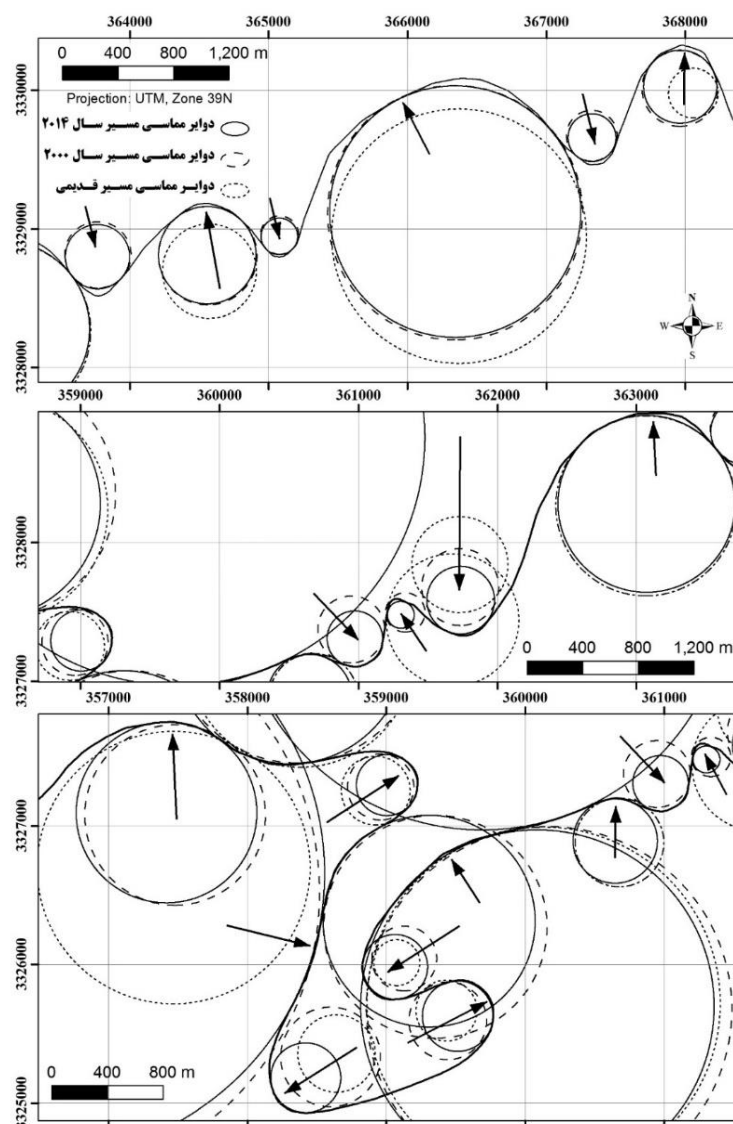 364000 365000 366000 367000 368000
0 400 800 1,200 m
Projection: UTM, Zone 39N
دوایر مماسی مسیر سال ۲۰۱۴
دوایر مماسی مسیر سال ۲۰۰۰
دوایر مماسی مسیر قدیمی
3330000
3329000
3328000
N
W E
S
359000 360000 361000 362000 363000
3328000
3327000
0 400 800 1,200 m
357000 358000 359000 360000 361000
3327000
3326000
3325000
0 400 800 m